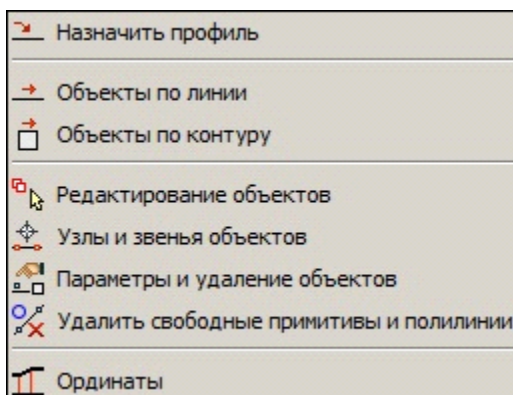 Назначить профиль
Объекты по линии
Объекты по контуру
Редактирование объектов
Узлы и звенья объектов
Параметры и удаление объектов
Удалить свободные примитивы и полилинии
Ординаты